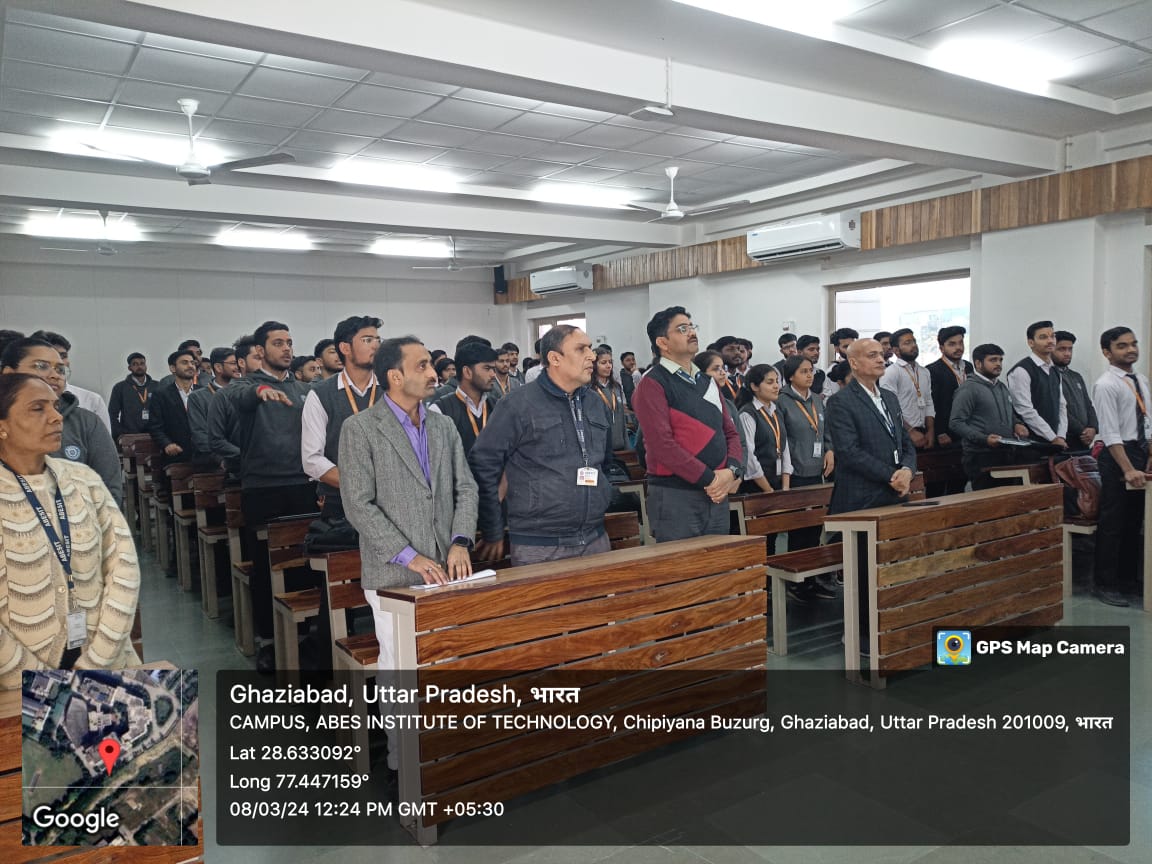 GPS Map Camera
Ghaziabad, Uttar Pradesh, भारत
CAMPUS, ABES INSTITUTE OF TECHNOLOGY, Chipiyana Buzurg, Ghaziabad, Uttar Pradesh 201009, भारत
Lat 28.633092°
Long 77.447159°
08/03/24 12:24 PM GMT +05:30
Google
ABESIT